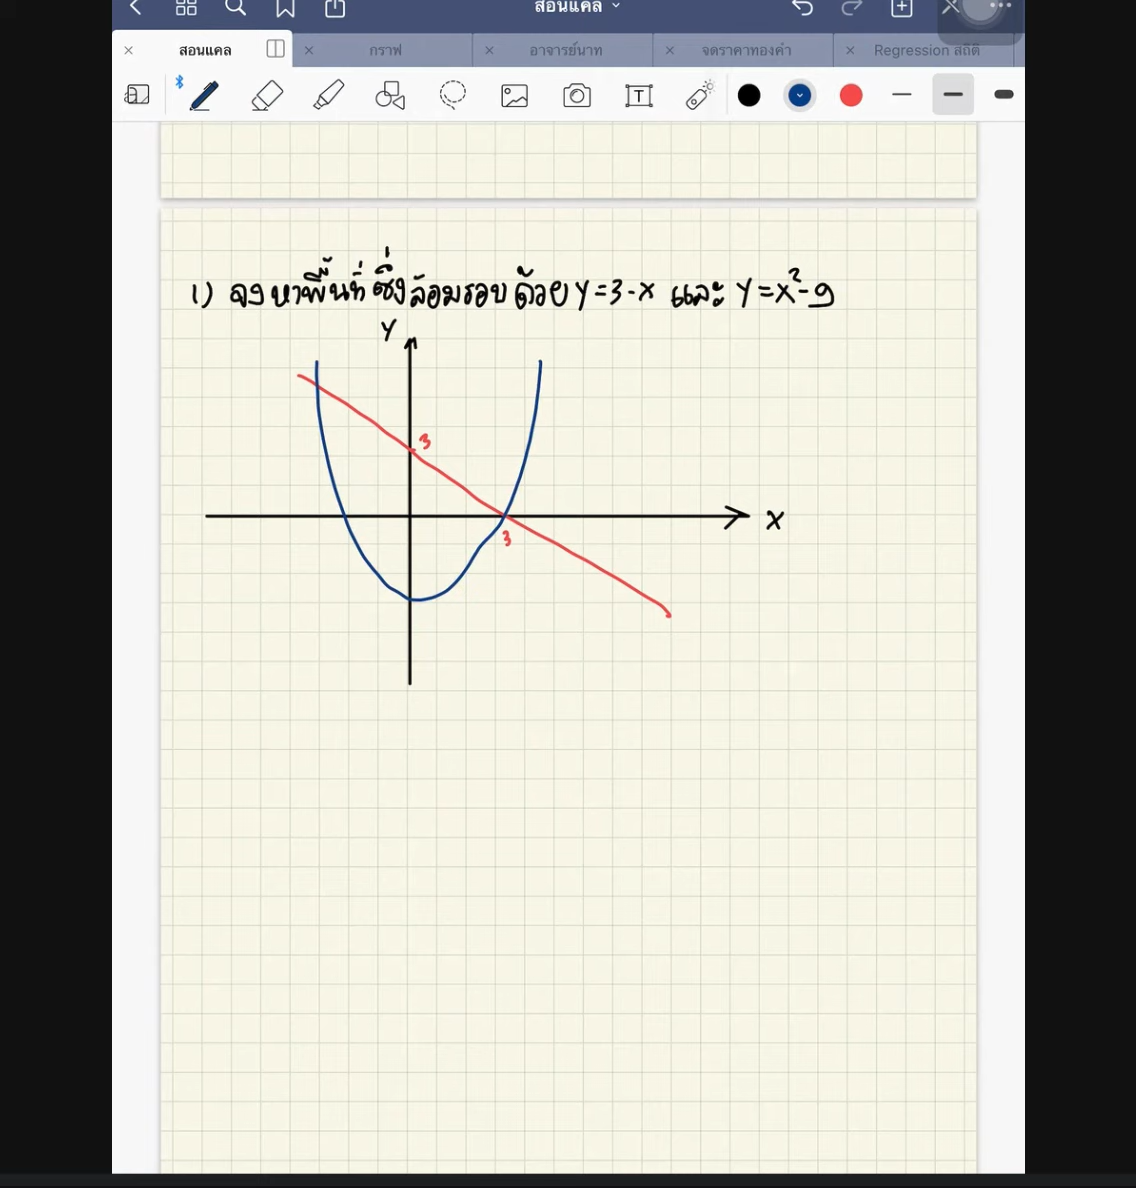 สอนแคล
สอนแคล กราฟ อาจารย์นาท จดราคาทองคำ Regression สถิติ
1) จงหาพื้นที่ ซึ่งล้อมรอบด้วย y=3-x และ y=x²-9
y
3
x
3